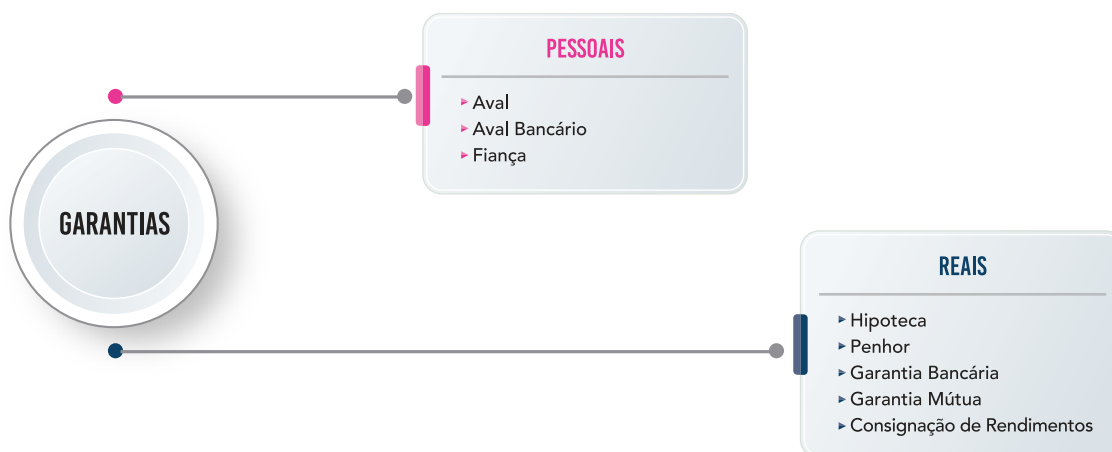 PESSOAIS
Aval
Aval Bancário
Fiança
GARANTIAS
REAIS
Hipoteca
Penhor
Garantia Bancária
Garantia Mútua
Consignação de Rendimentos